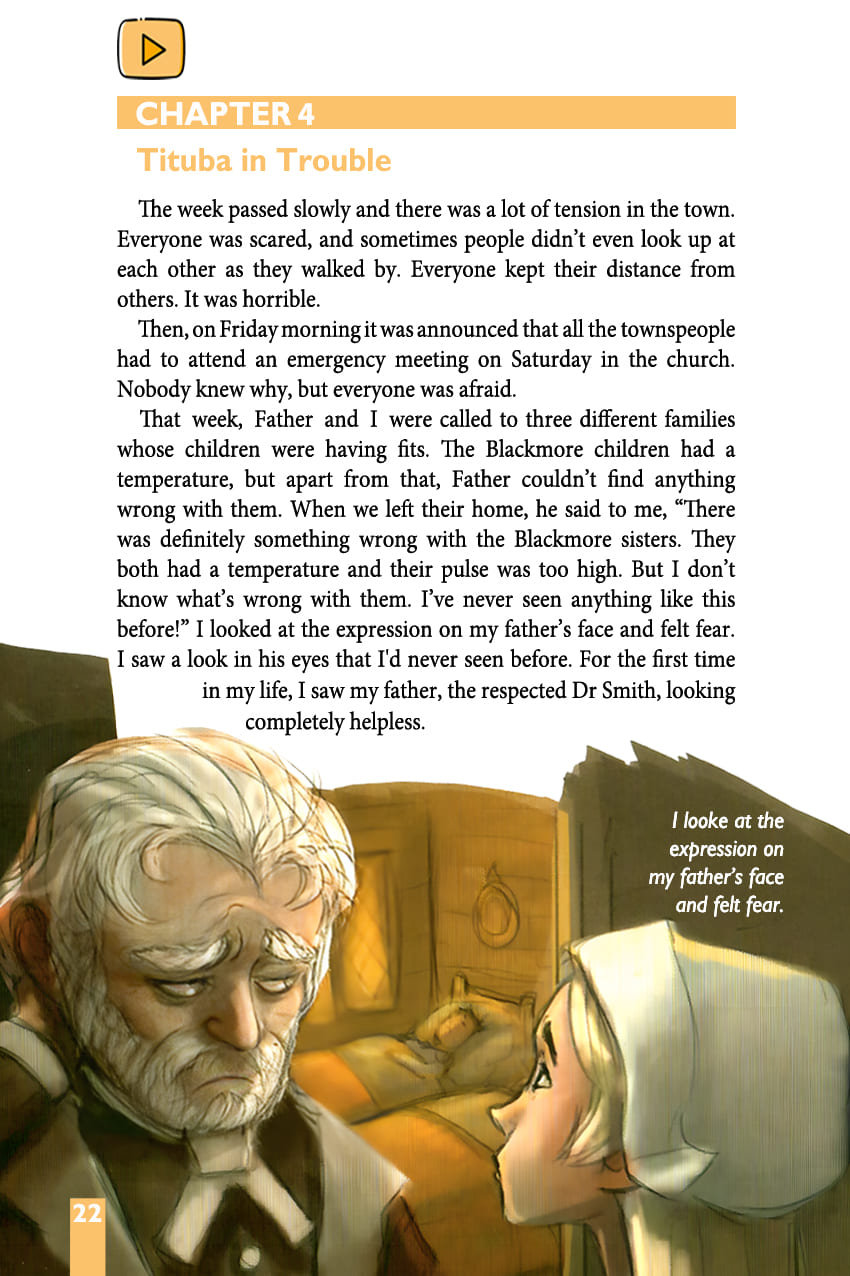 CHAPTER 4
Tituba in Trouble
The week passed slowly and there was a lot of tension in the town.
Everyone was scared, and sometimes people didn’t even look up at
each other as they walked by. Everyone kept their distance from
others. It was horrible.
Then, on Friday morning it was announced that all the townspeople
had to attend an emergency meeting on Saturday in the church.
Nobody knew why, but everyone was afraid.
That week, Father and I were called to three different families
whose children were having fits. The Blackmore children had a
temperature, but apart from that, Father couldn’t find anything
wrong with them. When we left their home, he said to me, “There
was definitely something wrong with the Blackmore sisters. They
both had a temperature and their pulse was too high. But I don’t
know what’s wrong with them. I’ve never seen anything like this
before!” I looked at the expression on my father’s face and felt fear.
I saw a look in his eyes that I'd never seen before. For the first time
in my life, I saw my father, the respected Dr Smith, looking
completely helpless.
I looke at the
expression on
my father’s face
and felt fear.
22